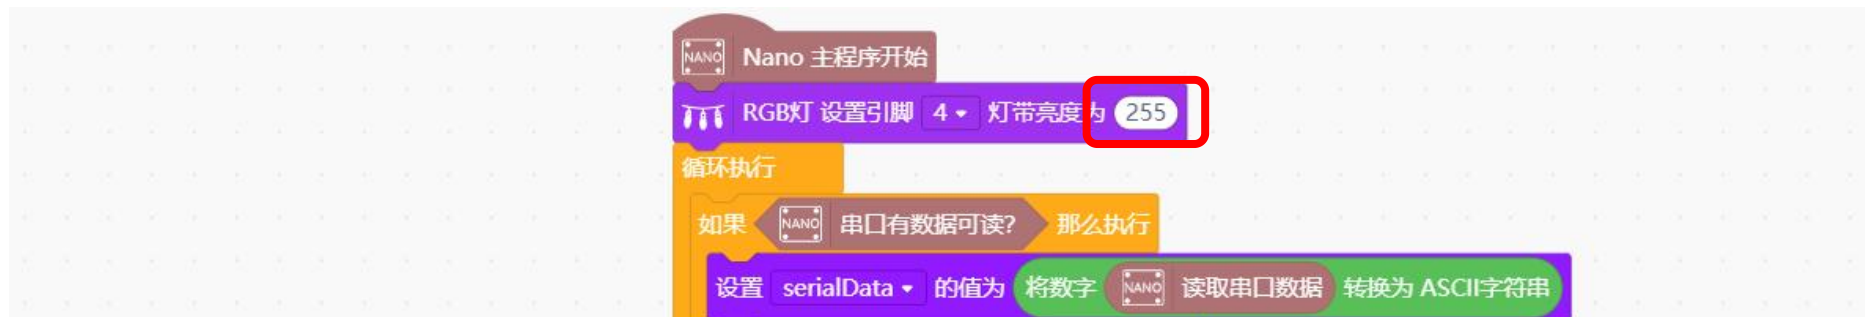 NANO Nano 主程序开始
RGB灯 设置引脚 4 灯带亮度为 255
循环执行
如果 NANO 串口有数据可读? 那么执行
设置 serialData 的值为 将数字 NANO 读取串口数据 转换为 ASCII字符串